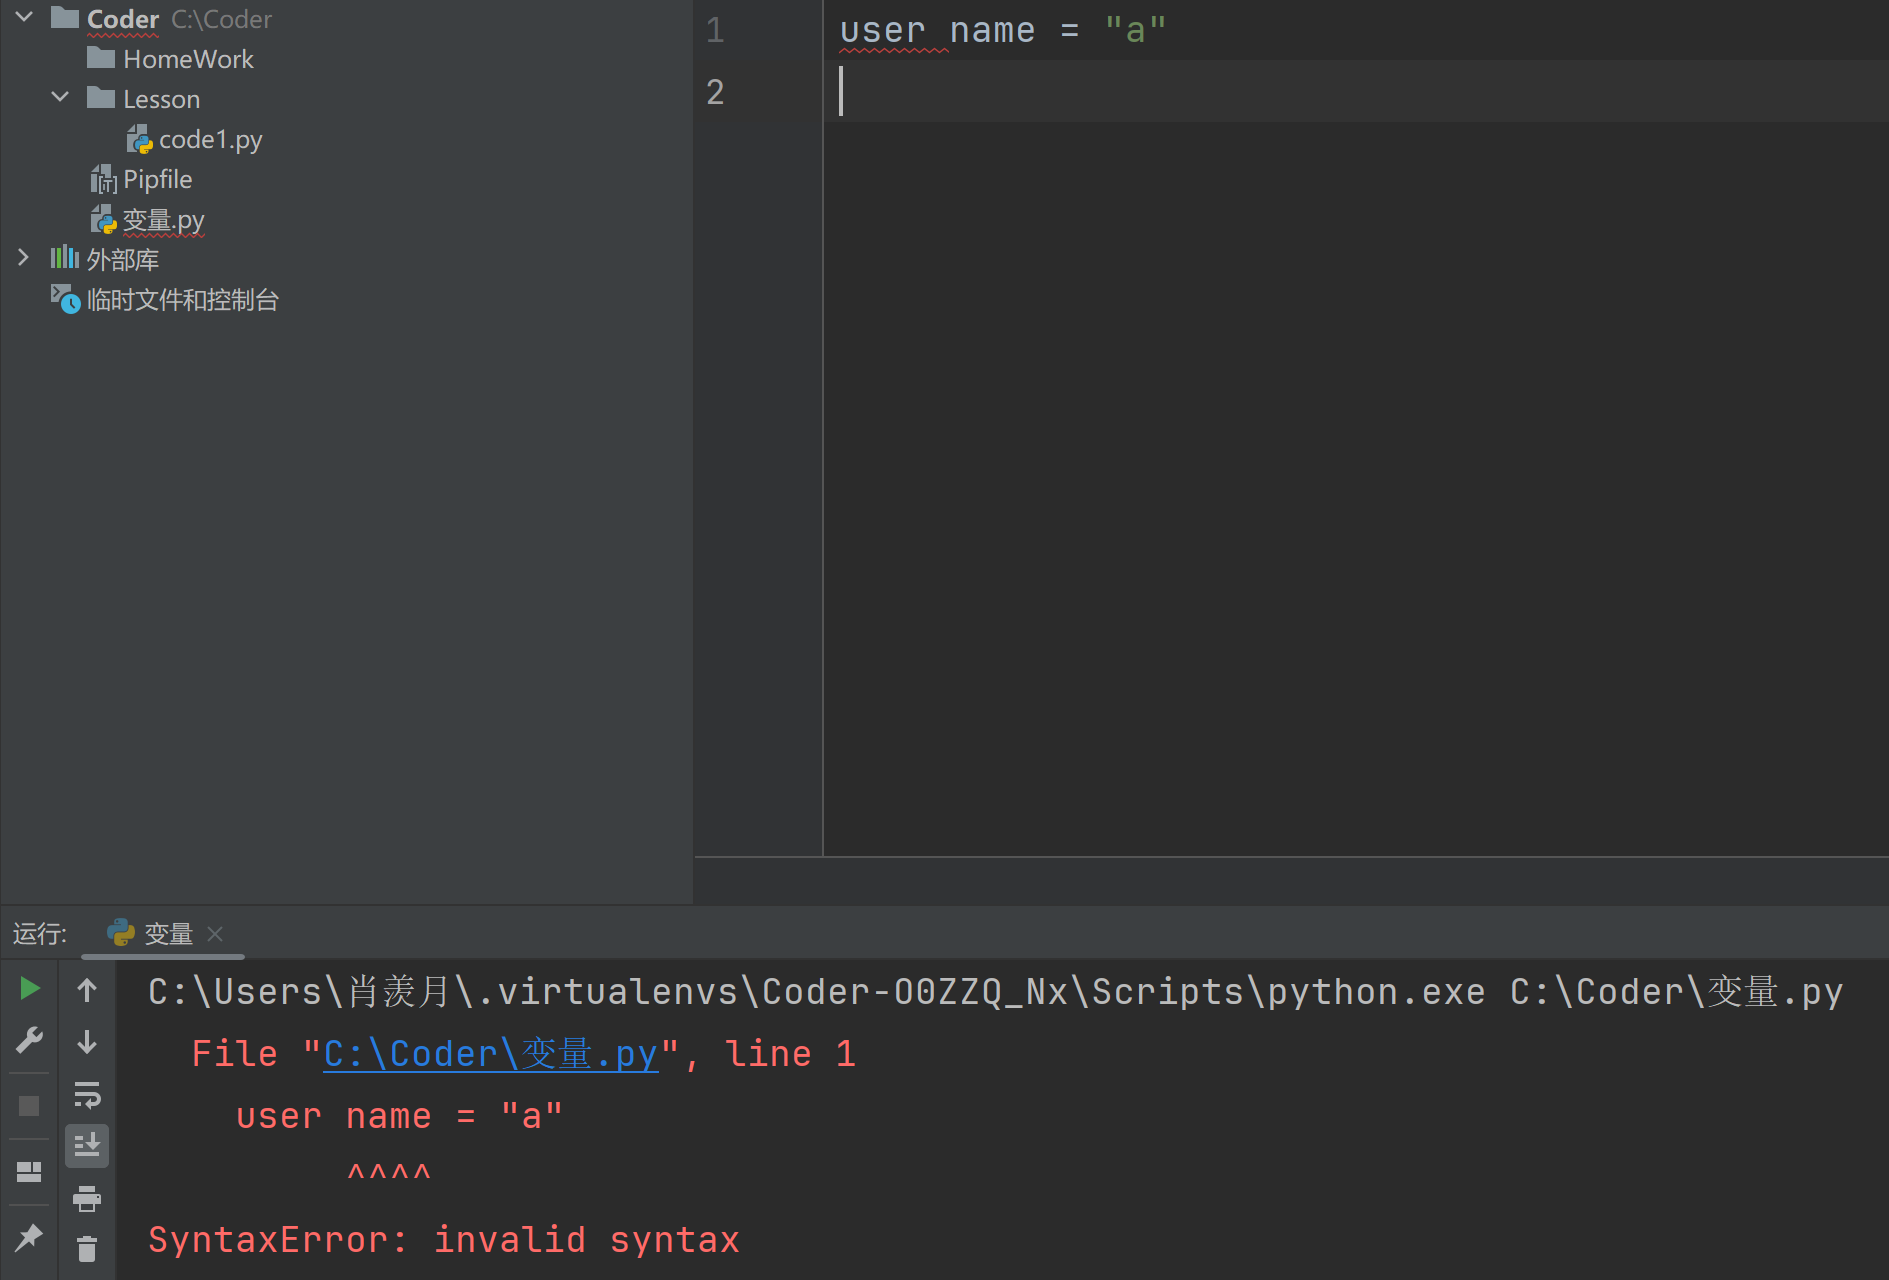 Coder C:\Coder
HomeWork
Lesson
code1.py
Pipfile
变量.py
外部库
临时文件和控制台
1 user name = "a"
2
运行: 变量
C:\Users\肖羡月\.virtualenvs\Coder-O0ZZQ_Nx\Scripts\python.exe C:\Coder\变量.py
File "C:\Coder\变量.py", line 1
user name = "a"
^^^^
SyntaxError: invalid syntax